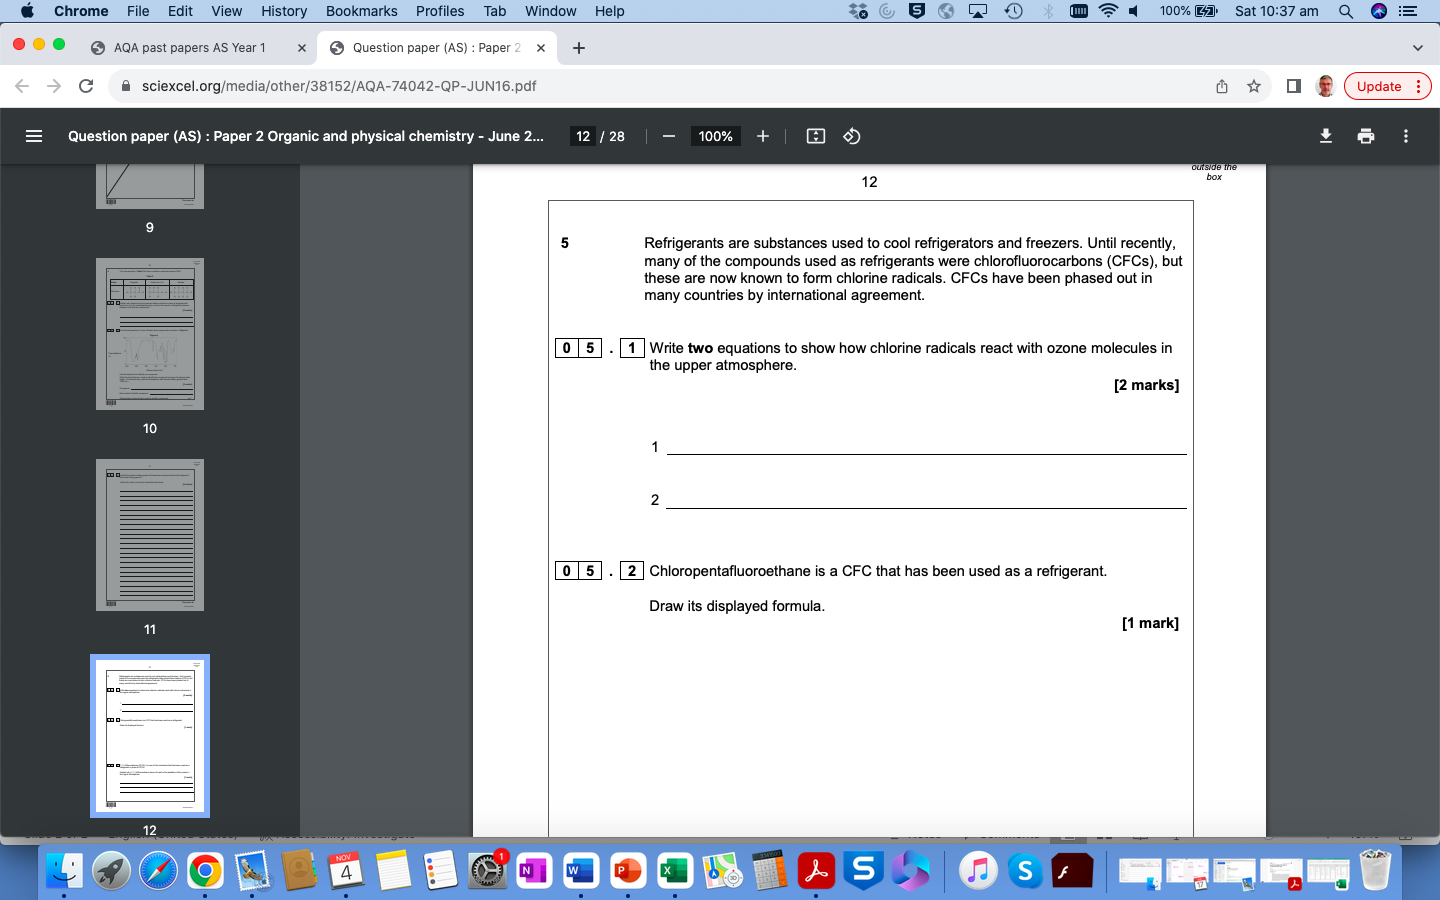 Chrome File Edit View History Bookmarks Profiles Tab Window Help 100% Sat 10:37 am
AQA past papers AS Year 1
Question paper (AS) : Paper 2
sciexcel.org/media/other/38152/AQA-74042-QP-JUN16.pdf
Update
Question paper (AS) : Paper 2 Organic and physical chemistry - June 2...
12 / 28
100%
9
10
11
12
outside the
box
12
5 Refrigerants are substances used to cool refrigerators and freezers. Until recently,
many of the compounds used as refrigerants were chlorofluorocarbons (CFCs), but
these are now known to form chlorine radicals. CFCs have been phased out in
many countries by international agreement.
0 5 . 1 Write two equations to show how chlorine radicals react with ozone molecules in
the upper atmosphere.
[2 marks]
1
2
0 5 . 2 Chloropentafluoroethane is a CFC that has been used as a refrigerant.
Draw its displayed formula.
[1 mark]
NOV
4
1
N
W
P
X
3D
S
S
17